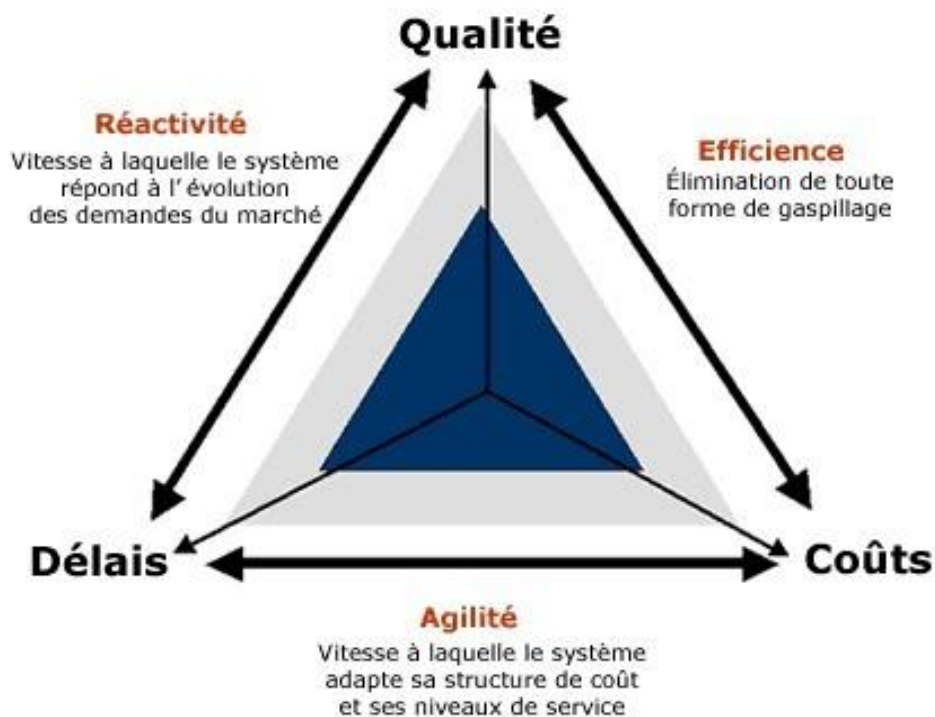 Qualité
Réactivité
Vitesse à laquelle le système
répond à l'évolution
des demandes du marché
Efficience
Élimination de toute
forme de gaspillage
Délais
Coûts
Agilité
Vitesse à laquelle le système
adapte sa structure de coût
et ses niveaux de service